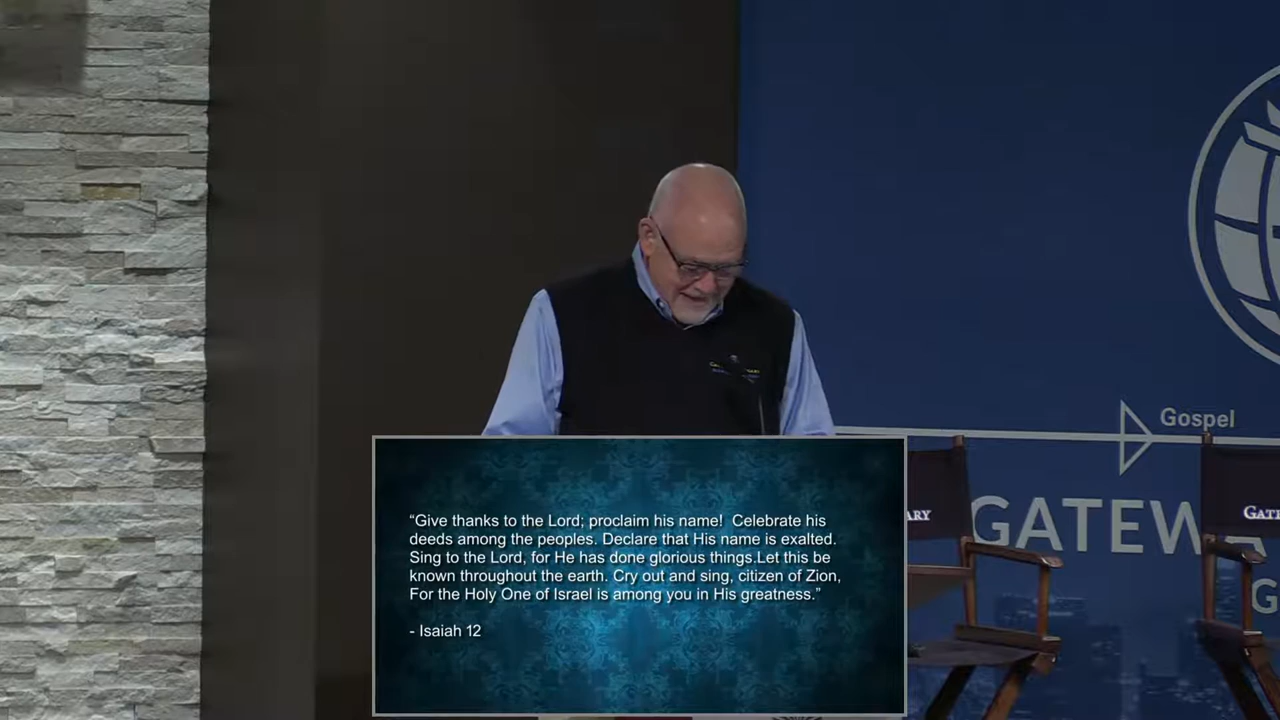 Gospel
ARY
GATEW
GAT
G
“Give thanks to the Lord; proclaim his name!  Celebrate his
deeds among the peoples. Declare that His name is exalted.
Sing to the Lord, for He has done glorious things.Let this be
known throughout the earth. Cry out and sing, citizen of Zion,
For the Holy One of Israel is among you in His greatness.”
- Isaiah 12